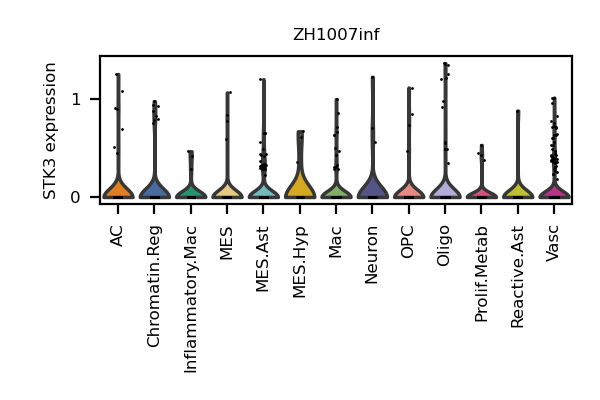 ZH1007inf
STK3 expression
1
0
AC
Chromatin.Reg
Inflammatory.Mac
MES
MES.Ast
MES.Hyp
Mac
Neuron
OPC
Oligo
Prolif.Metab
Reactive.Ast
Vasc